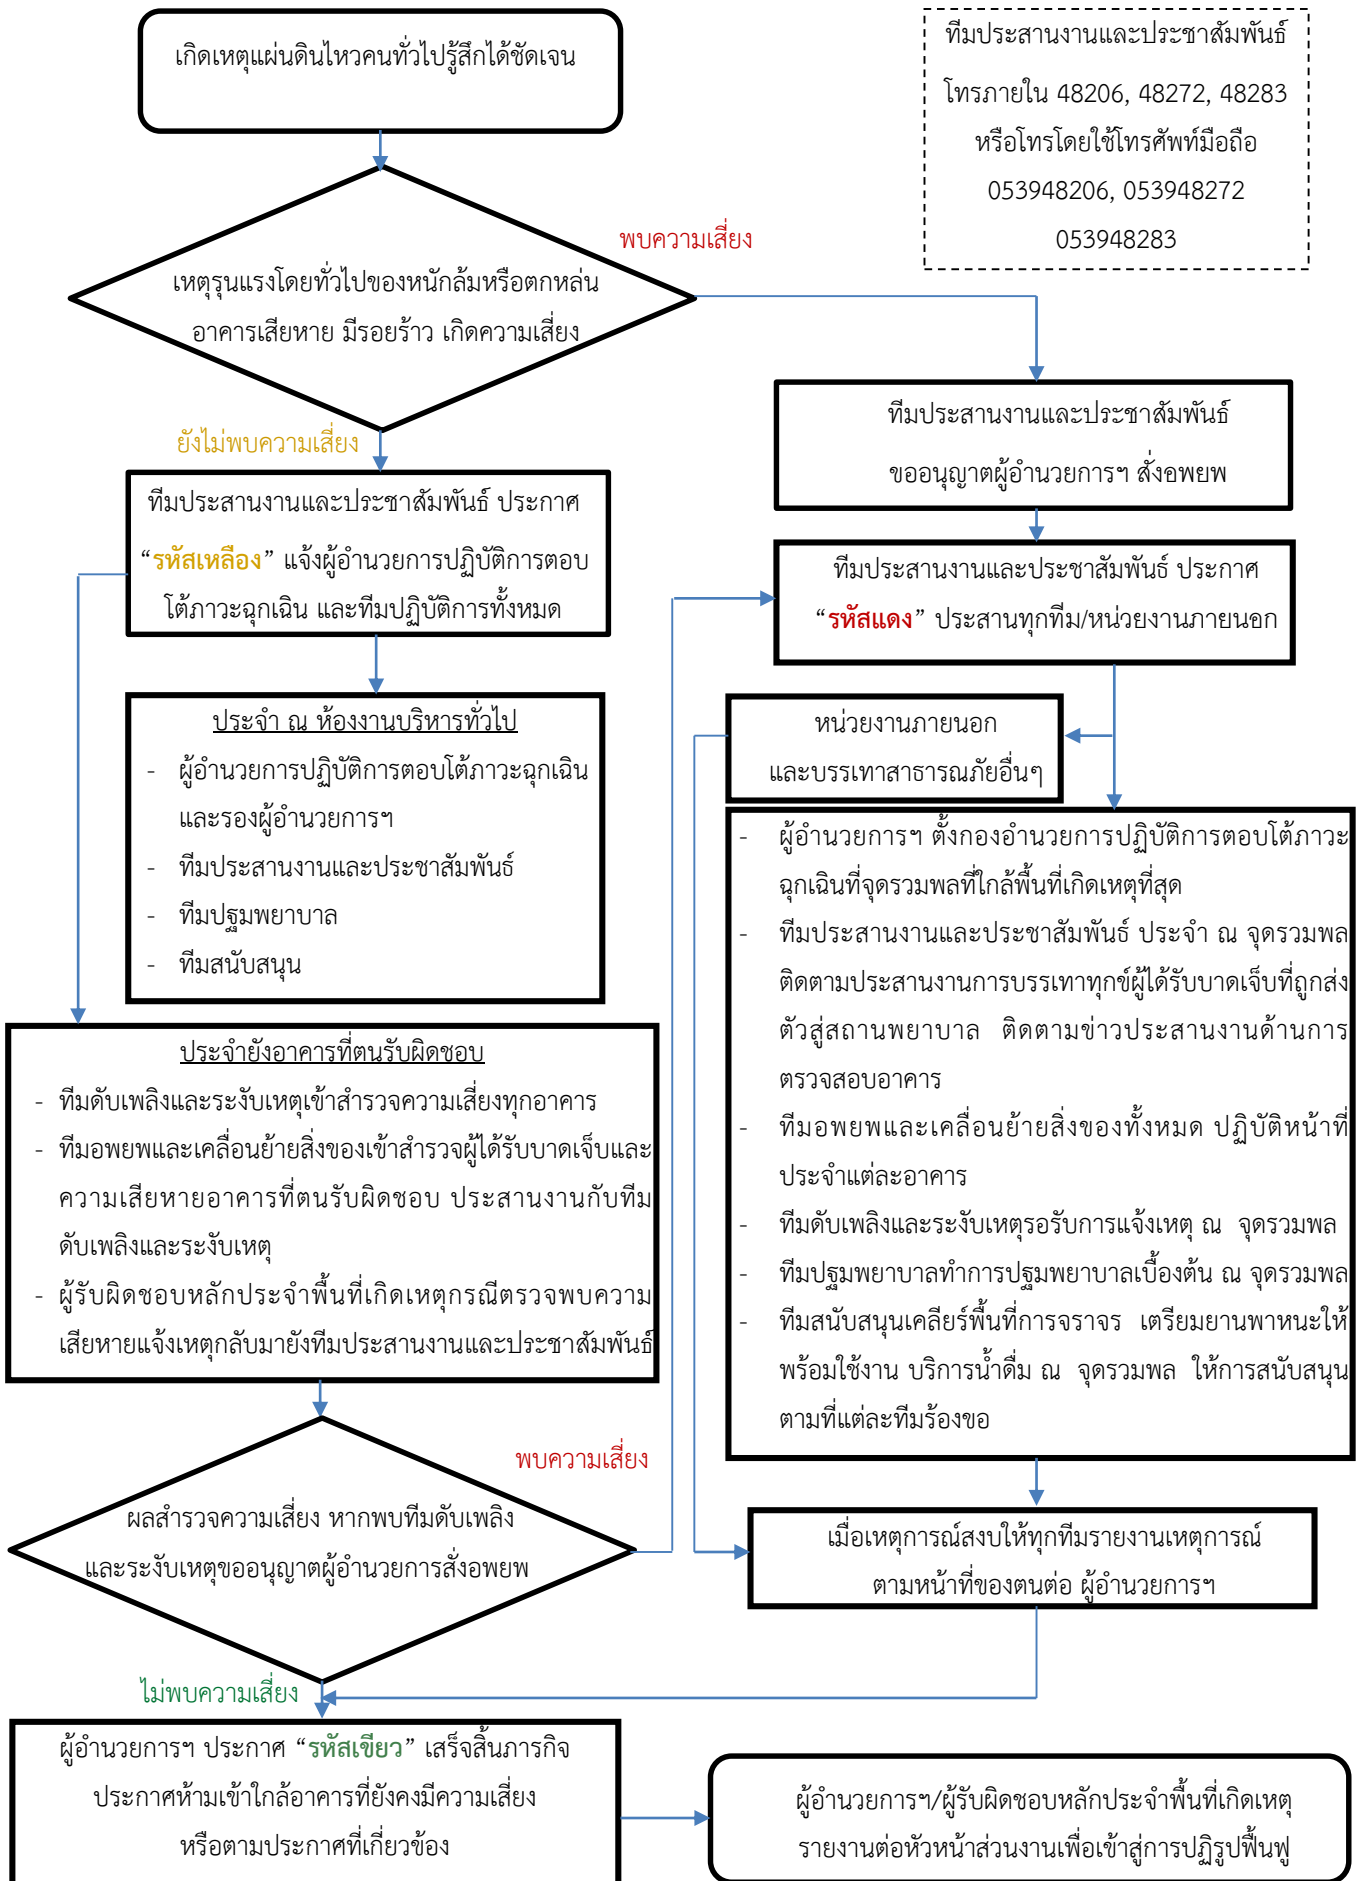 เกิดเหตุแผ่นดินไหวคนทั่วไปรู้สึกได้ชัดเจน
ทีมประสานงานและประชาสัมพันธ์
โทรภายใน 48206, 48272, 48283
หรือโทรโดยใช้โทรศัพท์มือถือ
053948206, 053948272
053948283
พบความเสี่ยง
เหตุรุนแรงโดยทั่วไปของหนักล้มหรือตกหล่น
อาคารเสียหาย มีรอยร้าว เกิดความเสี่ยง
ยังไม่พบความเสี่ยง
ทีมประสานงานและประชาสัมพันธ์
ขออนุญาตผู้อำนวยการฯ สั่งอพยพ
ทีมประสานงานและประชาสัมพันธ์ ประกาศ
“รหัสเหลือง” แจ้งผู้อำนวยการปฏิบัติการตอบ
โต้ภาวะฉุกเฉิน และทีมปฏิบัติการทั้งหมด
ทีมประสานงานและประชาสัมพันธ์ ประกาศ
“รหัสแดง” ประสานทุกทีม/หน่วยงานภายนอก
ประจำ ณ ห้องงานบริหารทั่วไป
- ผู้อำนวยการปฏิบัติการตอบโต้ภาวะฉุกเฉิน
และรองผู้อำนวยการฯ
- ทีมประสานงานและประชาสัมพันธ์
- ทีมปฐมพยาบาล
- ทีมสนับสนุน
หน่วยงานภายนอก
และบรรเทาสาธารณภัยอื่นๆ
- ผู้อำนวยการฯ ตั้งกองอำนวยการปฏิบัติการตอบโต้ภาวะ
ฉุกเฉินที่จุดรวมพลที่ใกล้พื้นที่เกิดเหตุที่สุด
- ทีมประสานงานและประชาสัมพันธ์ ประจำ ณ จุดรวมพล
ติดตามประสานงานการบรรเทาทุกข์ผู้ได้รับบาดเจ็บที่ถูกส่ง
ตัวสู่สถานพยาบาล ติดตามข่าวประสานงานด้านการ
ตรวจสอบอาคาร
- ทีมอพยพและเคลื่อนย้ายสิ่งของทั้งหมด ปฏิบัติหน้าที่
ประจำแต่ละอาคาร
- ทีมดับเพลิงและระงับเหตุรอรับการแจ้งเหตุ ณ จุดรวมพล
- ทีมปฐมพยาบาลทำการปฐมพยาบาลเบื้องต้น ณ จุดรวมพล
- ทีมสนับสนุนเคลียร์พื้นที่การจราจร เตรียมยานพาหนะให้
พร้อมใช้งาน บริการน้ำดื่ม ณ จุดรวมพล ให้การสนับสนุน
ตามที่แต่ละทีมร้องขอ
ประจำยังอาคารที่ตนรับผิดชอบ
- ทีมดับเพลิงและระงับเหตุเข้าสำรวจความเสี่ยงทุกอาคาร
- ทีมอพยพและเคลื่อนย้ายสิ่งของเข้าสำรวจผู้ได้รับบาดเจ็บและ
ความเสียหายอาคารที่ตนรับผิดชอบ ประสานงานกับทีม
ดับเพลิงและระงับเหตุ
- ผู้รับผิดชอบหลักประจำพื้นที่เกิดเหตุกรณีตรวจพบความ
เสียหายแจ้งเหตุกลับมายังทีมประสานงานและประชาสัมพันธ์
พบความเสี่ยง
ผลสำรวจความเสี่ยง หากพบทีมดับเพลิง
และระงับเหตุขออนุญาตผู้อำนวยการสั่งอพยพ
เมื่อเหตุการณ์สงบให้ทุกทีมรายงานเหตุการณ์
ตามหน้าที่ของตนต่อ ผู้อำนวยการฯ
ไม่พบความเสี่ยง
ผู้อำนวยการฯ ประกาศ “รหัสเขียว” เสร็จสิ้นภารกิจ
ประกาศห้ามเข้าใกล้อาคารที่ยังคงมีความเสี่ยง
หรือตามประกาศที่เกี่ยวข้อง
ผู้อำนวยการฯ/ผู้รับผิดชอบหลักประจำพื้นที่เกิดเหตุ
รายงานต่อหัวหน้าส่วนงานเพื่อเข้าสู่การปฏิรูปฟื้นฟู